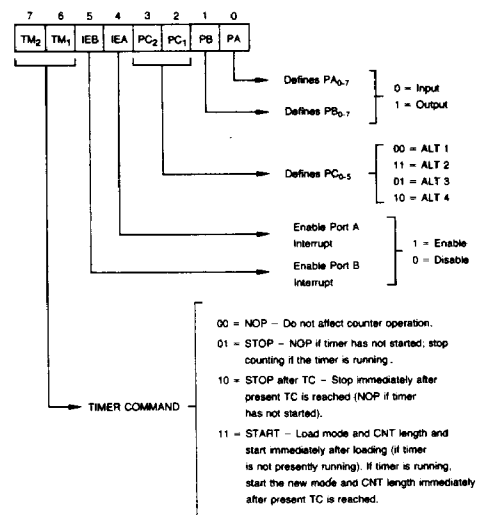 7 6 5 4 3 2 1 0
TM2 TM1 IEB IEA PC2 PC1 PB PA
Defines PA0-7
0 = Input
1 = Output
Defines PB0-7
Defines PC0-5
00 = ALT 1
11 = ALT 2
01 = ALT 3
10 = ALT 4
Enable Port A
Interrupt
1 = Enable
0 = Disable
Enable Port B
Interrupt
TIMER COMMAND
00 = NOP – Do not affect counter operation.
01 = STOP – NOP if timer has not started; stop
counting if the timer is running.
10 = STOP after TC – Stop immediately after
present TC is reached (NOP if timer
has not started).
11 = START – Load mode and CNT length and
start immediately after loading (if timer
is not presently running). If timer is running,
start the new mode and CNT length immediately
after present TC is reached.